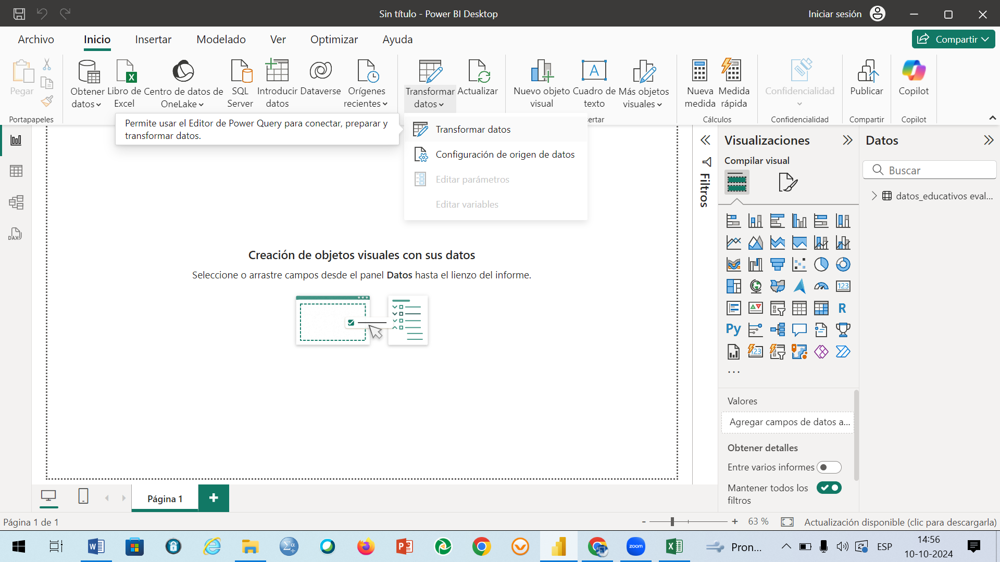 Sin título - Power BI Desktop
Iniciar sesión
Archivo
Inicio
Insertar
Modelado
Ver
Optimizar
Ayuda
Compartir
Pegar
Portapapeles
Obtener
datos
Libro de
Excel
Centro de datos de
OneLake
SQL
Server
Introducir
datos
Dataverse
Orígenes
recientes
Transformar
datos
Actualizar
Nuevo objeto
visual
Cuadro de
texto
Más objetos
visuales
ertar
Nueva
medida
Medida
rápida
Cálculos
Confidencialidad
Confidencialidad
Publicar
Compartir
Copilot
Copilot
Permite usar el Editor de Power Query para conectar, preparar y
transformar datos.
Transformar datos
Configuración de origen de datos
Editar parámetros
Editar variables
DAX
Creación de objetos visuales con sus datos
Seleccione o arrastre campos desde el panel Datos hasta el lienzo del informe.
Filtros
Visualizaciones
Compilar visual
123
R
Py
123
...
Valores
Agregar campos de datos a...
Obtener detalles
Entre varios informes
Mantener todos los
filtros
Datos
Buscar
datos_educativos eval...
Página 1
+
Página 1 de 1
- + 63 %
Actualización disponible (clic para descargarla)
zoom
Pron...
ESP
14:56
10-10-2024